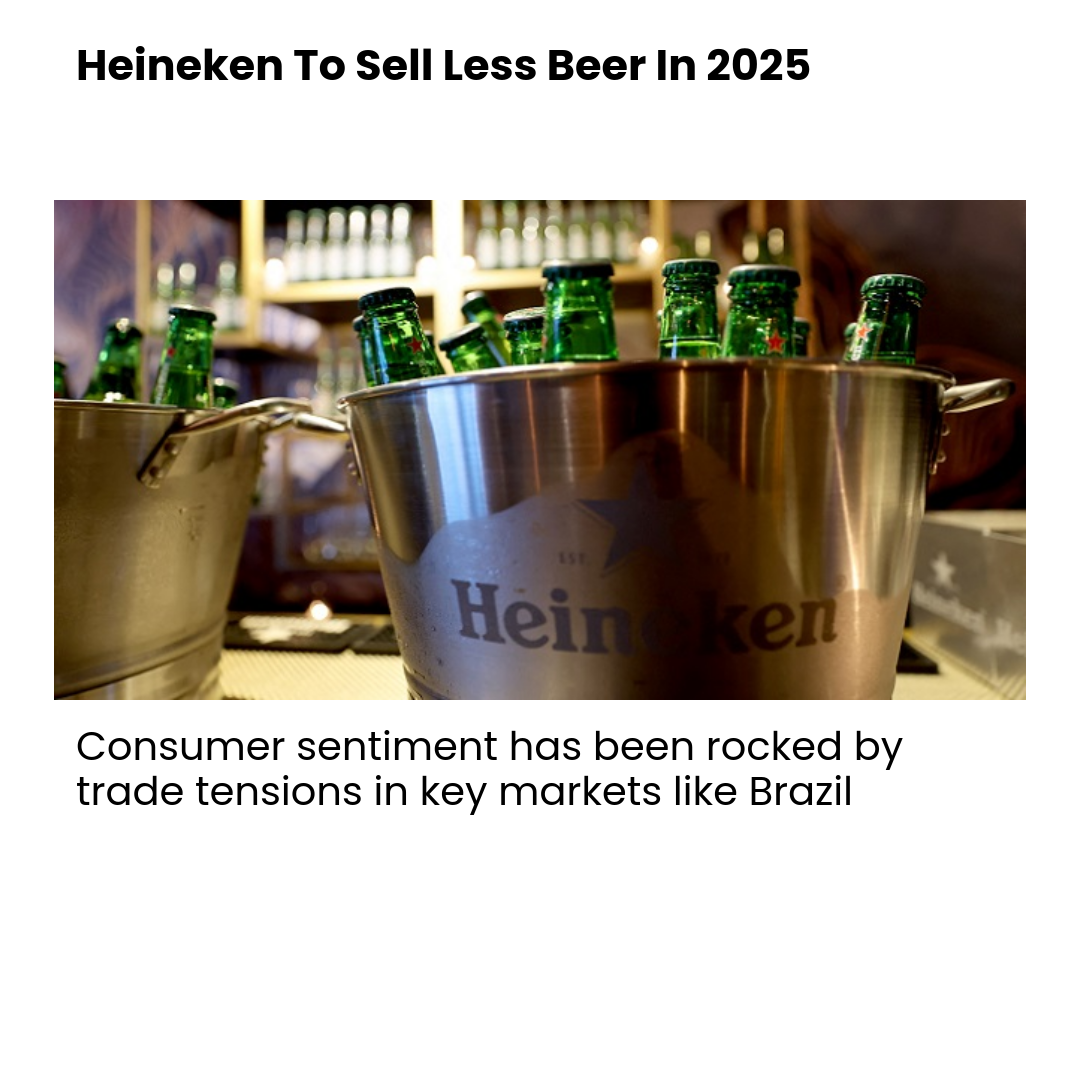 Heineken To Sell Less Beer In 2025
EST.
Heineken
Heineken
Consumer sentiment has been rocked by
trade tensions in key markets like Brazil